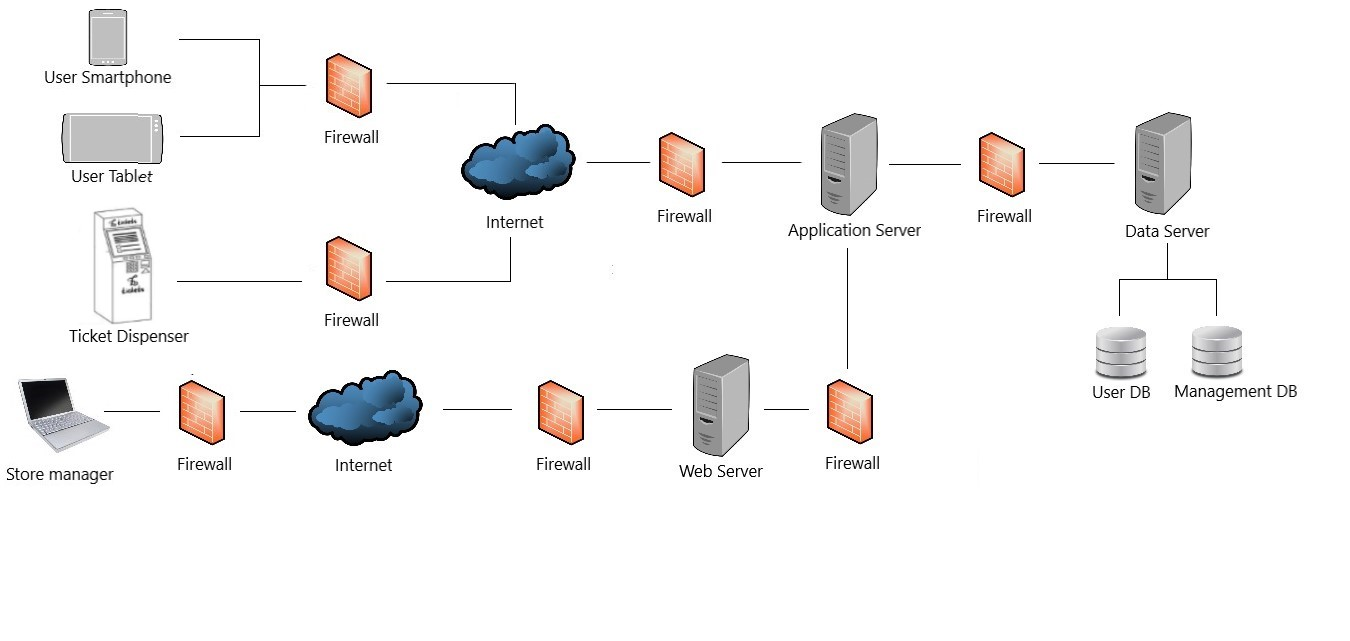 User Smartphone
Firewall
User Tablet
Internet
Firewall
Application Server
Firewall
Data Server
Firewall
Ticket Dispenser
User DB
Management DB
Store manager
Firewall
Internet
Firewall
Web Server
Firewall